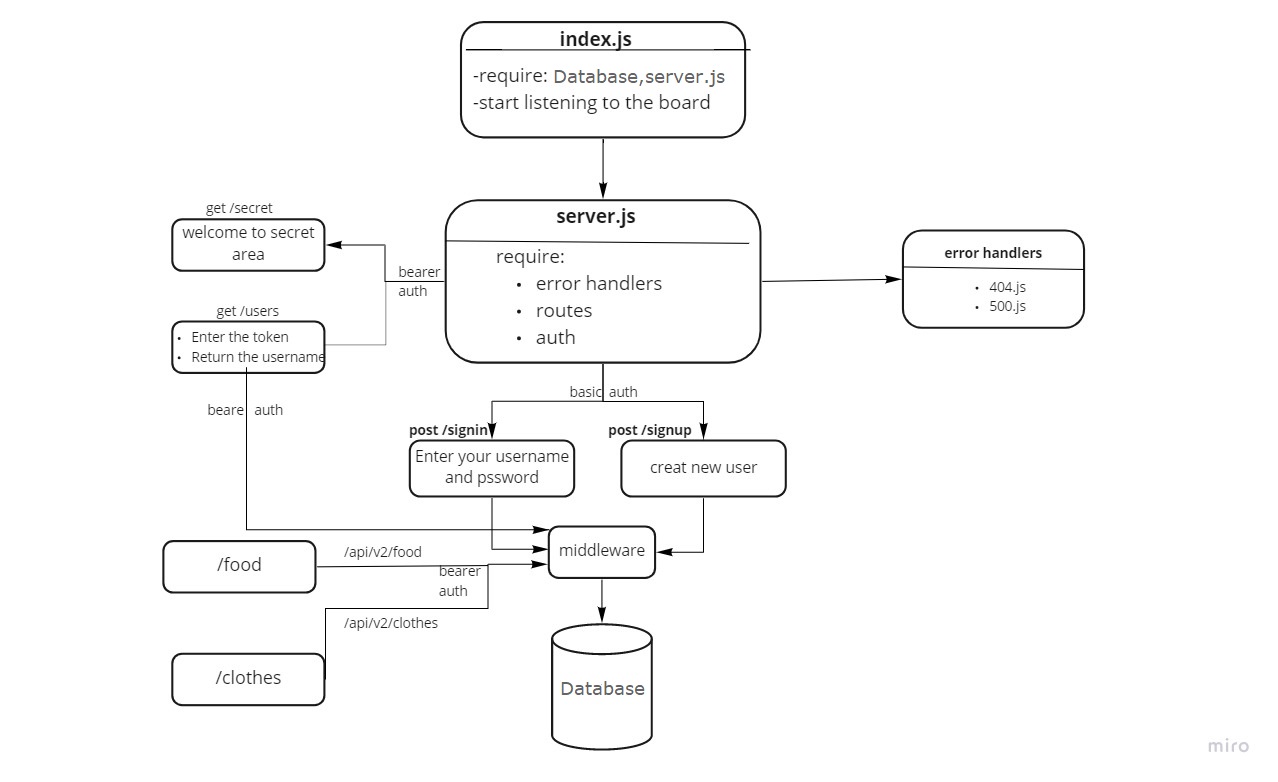 index.js
-require: Database,server.js
-start listening to the board
get /secret
welcome to secret
area
server.js
require:
• error handlers
• routes
• auth
error handlers
• 404.js
• 500.js
bearer
auth
get /users
• Enter the token
• Return the username
beare auth
basic auth
post /signin
Enter your username
and pssword
post /signup
creat new user
middleware
/food
/api/v2/food
bearer
auth
/api/v2/clothes
/clothes
Database
miro